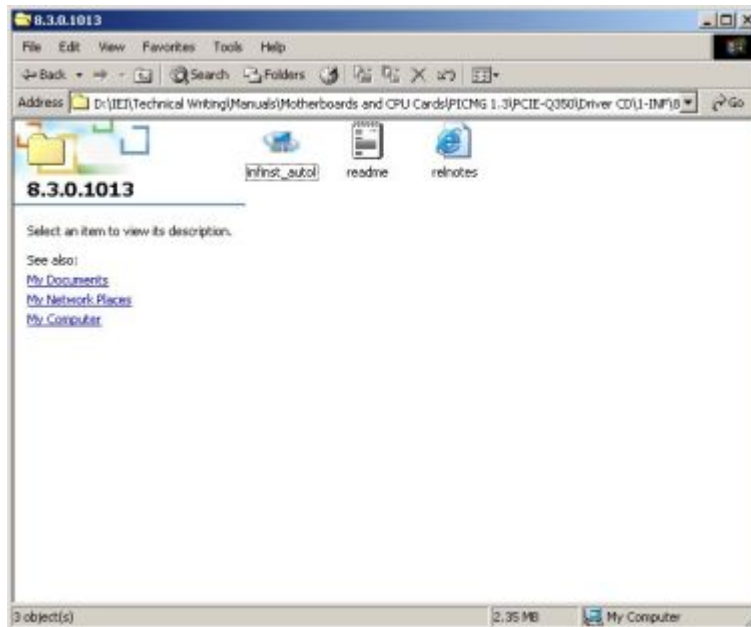 8.3.0.1013
File Edit View Favorites Tools Help
Back Search Folders
Address D:\IEI\Technical Writing\Manuals\Motherboards and CPU Cards\PICMG 1.3\PCIE-Q350\Driver CD\1-INF\8 Go
infinst_autol readme relnotes
8.3.0.1013
Select an item to view its description.
See also:
My Documents
My Network Places
My Computer
3 object(s) 2.35 MB My Computer